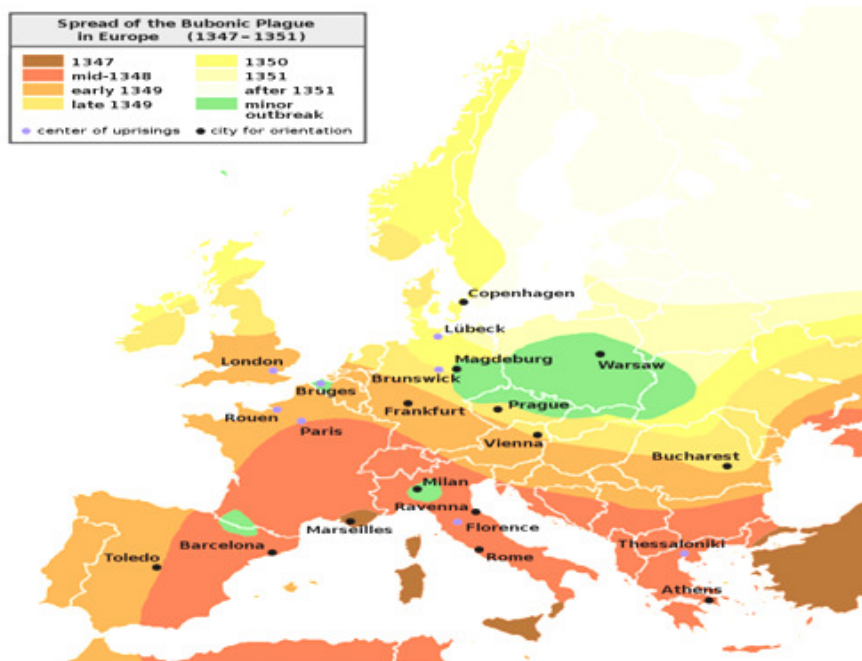 Spread of the Bubonic Plague
in Europe (1347–1351)
1347
mid-1348
early 1349
late 1349
1350
1351
after 1351
minor
outbreak
center of uprisings
city for orientation
Copenhagen
Lübeck
London
Magdeburg
Warsaw
Brunswick
Bruges
Frankfurt
Prague
Rouen
Paris
Vienna
Bucharest
Milan
Ravenna
Marseilles
Florence
Barcelona
Toledo
Rome
Thessaloniki
Athens